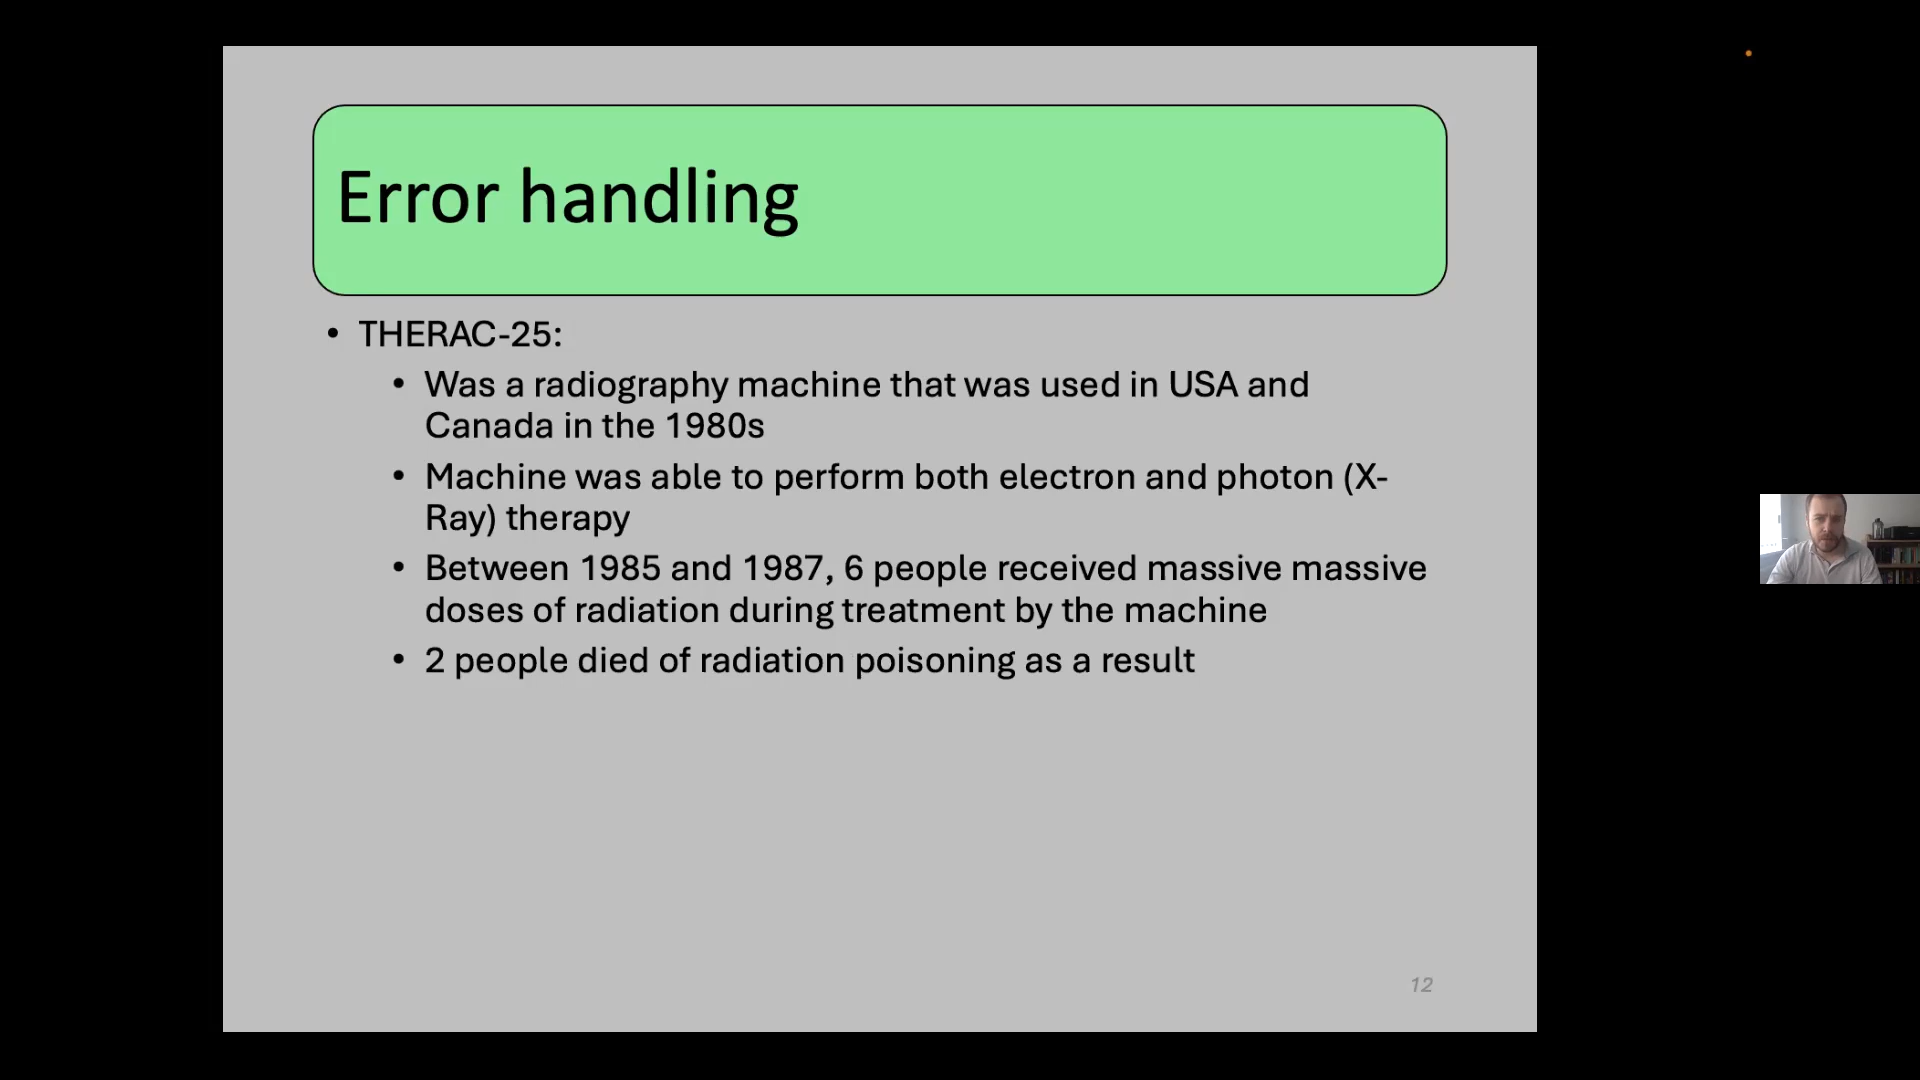 Error handling
• THERAC-25:
• Was a radiography machine that was used in USA and
Canada in the 1980s
• Machine was able to perform both electron and photon (X-
Ray) therapy
• Between 1985 and 1987, 6 people received massive massive
doses of radiation during treatment by the machine
• 2 people died of radiation poisoning as a result
12